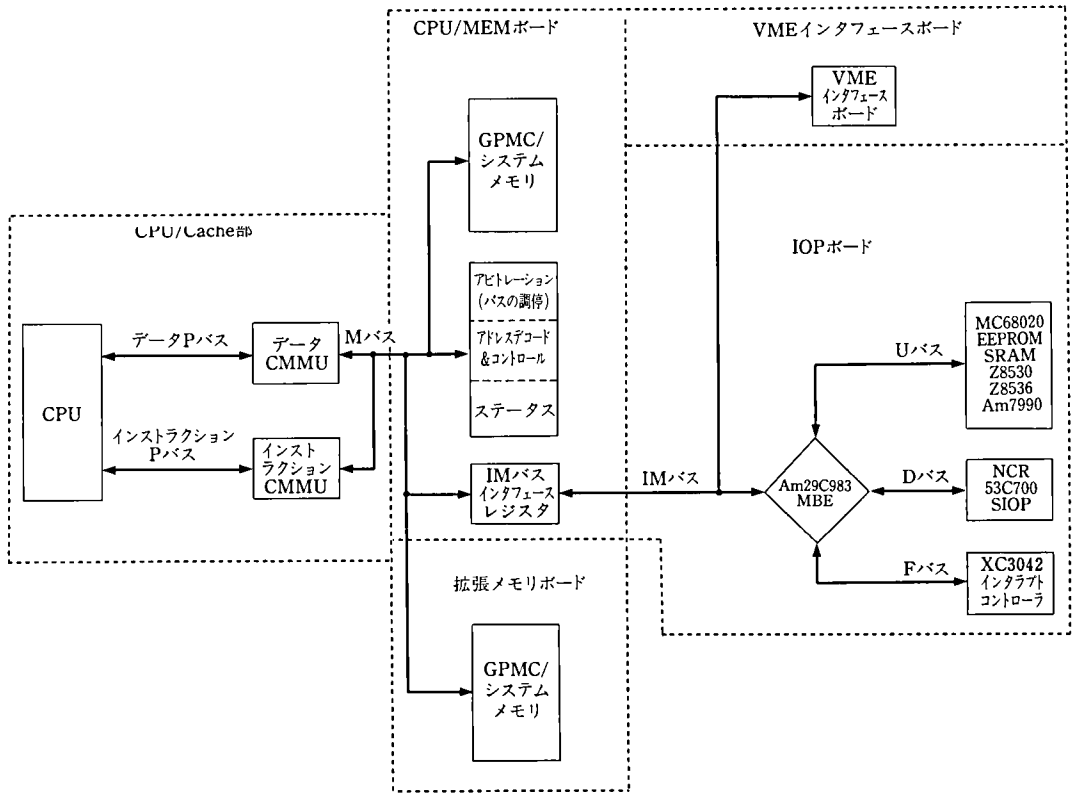 CPU/MEMボード
VMEインタフェースボード
VME
インタフェース
ボード
GPMC/
システム
メモリ
CPU/Cache部
IOPボード
アビトレーション
(バスの調停)
アドレスデコード
&コントロール
ステータス
データPバス
データ
CMMU
Mバス
CPU
インストラクション
Pバス
インスト
ラクション
CMMU
IMバス
インタフェース
レジスタ
IMバス
Am29C983
MBE
Uバス
MC68020
EEPROM
SRAM
Z8530
Z8536
Am7990
Dバス
NCR
53C700
SIOP
Fバス
XC3042
インタラプト
コントローラ
拡張メモリボード
GPMC/
システム
メモリ